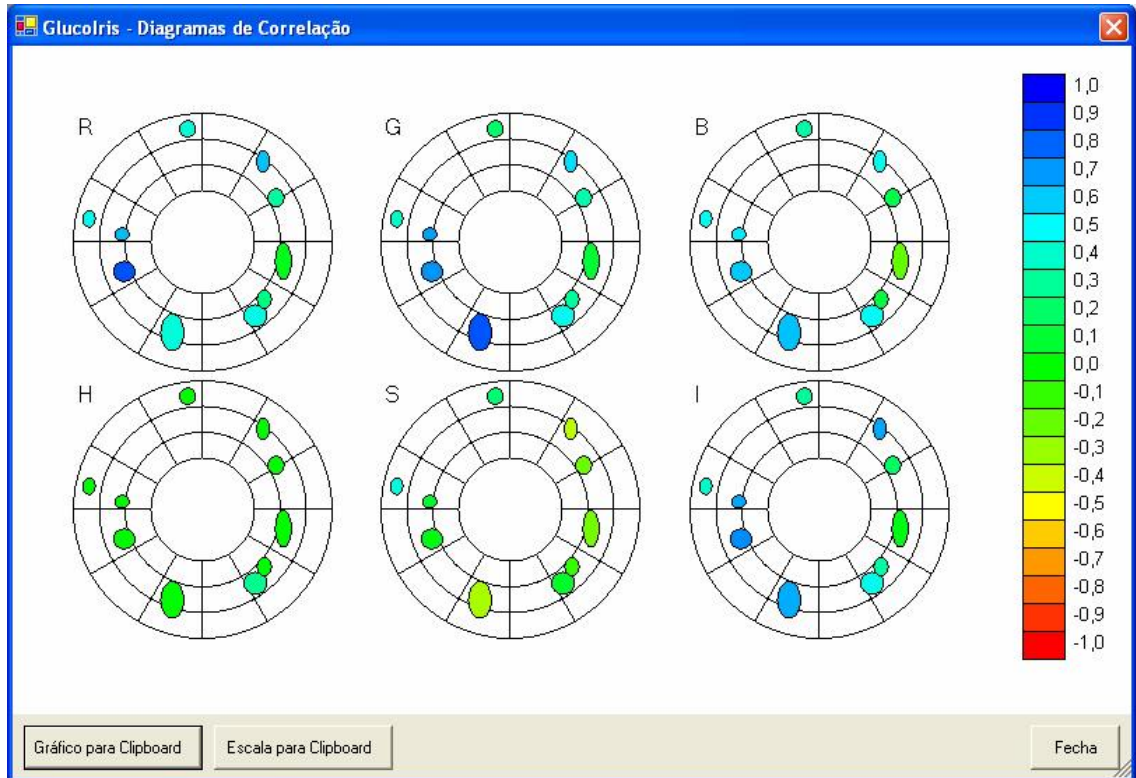 GlucoIris - Diagramas de Correlação
R
G
B
H
S
I
1,0
0,9
0,8
0,7
0,6
0,5
0,4
0,3
0,2
0,1
0,0
-0,1
-0,2
-0,3
-0,4
-0,5
-0,6
-0,7
-0,8
-0,9
-1,0
Gráfico para Clipboard
Escala para Clipboard
Fecha